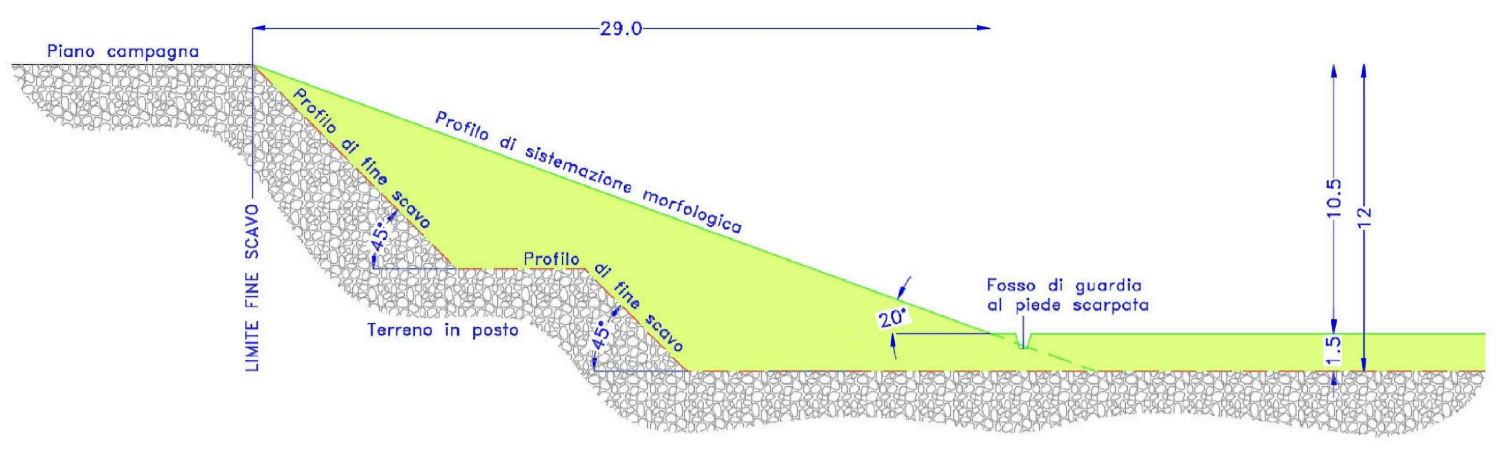 29.0
Piano campagna
Profilo di fine scavo
Profilo di sistemazione morfologica
10.5
12
45°
LIMITE FINE SCAVO
Profilo di fine scavo
Fosso di guardia
al piede scarpata
20°
Terreno in posto
45°
1.5